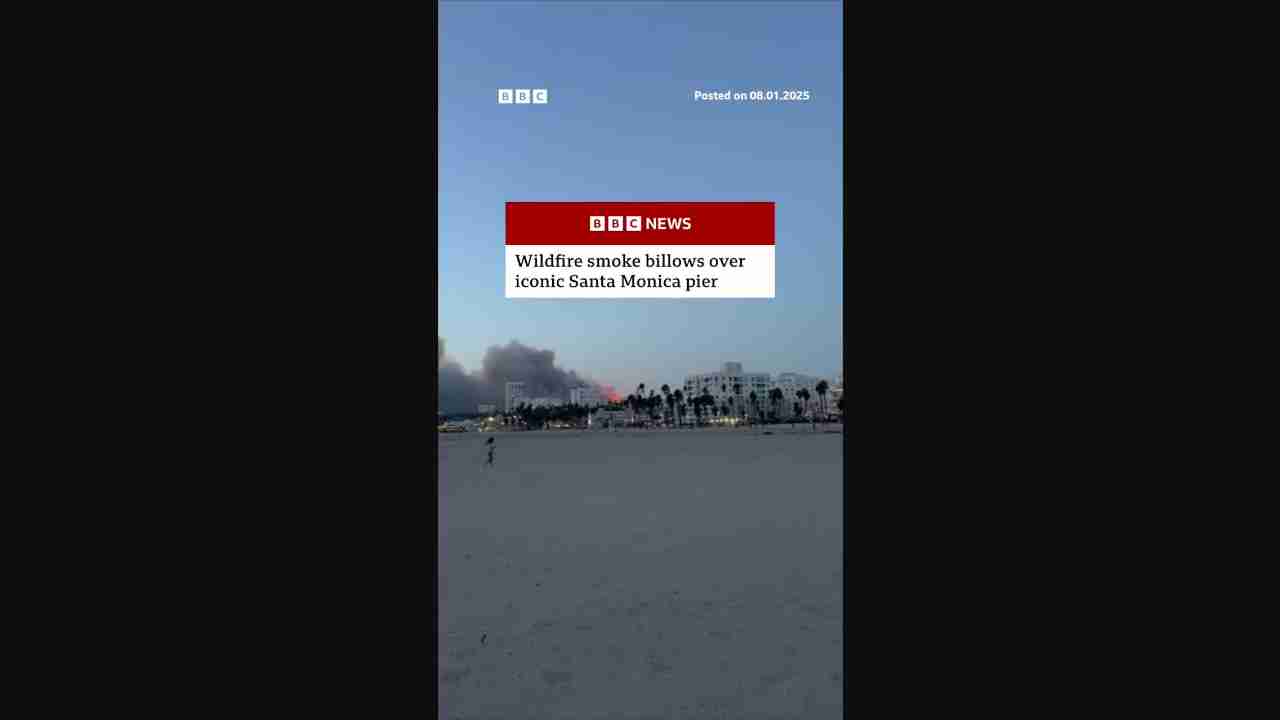 BBC
Posted on 08.01.2025
BBC NEWS
Wildfire smoke billows over
iconic Santa Monica pier